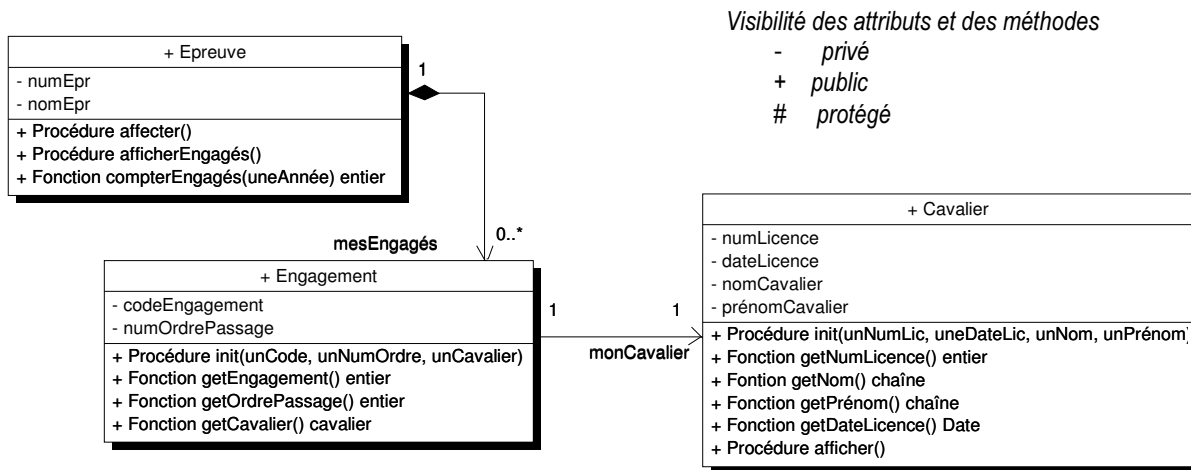 Visibilité des attributs et des méthodes
- privé
+ public
# protégé
+ Epreuve
- numEpr
- nomEpr
+ Procédure affecter()
+ Procédure afficherEngagés()
+ Fonction compterEngagés(uneAnnée) entier
1
0..*
mesEngagés
+ Engagement
- codeEngagement
- numOrdrePassage
+ Procédure init(unCode, unNumOrdre, unCavalier)
+ Fonction getEngagement() entier
+ Fonction getOrdrePassage() entier
+ Fonction getCavalier() cavalier
1
1
monCavalier
+ Cavalier
- numLicence
- dateLicence
- nomCavalier
- prénomCavalier
+ Procédure init(unNumLic, uneDateLic, unNom, unPrénom)
+ Fonction getNumLicence() entier
+ Fontion getNom() chaîne
+ Fonction getPrénom() chaîne
+ Fonction getDateLicence() Date
+ Procédure afficher()